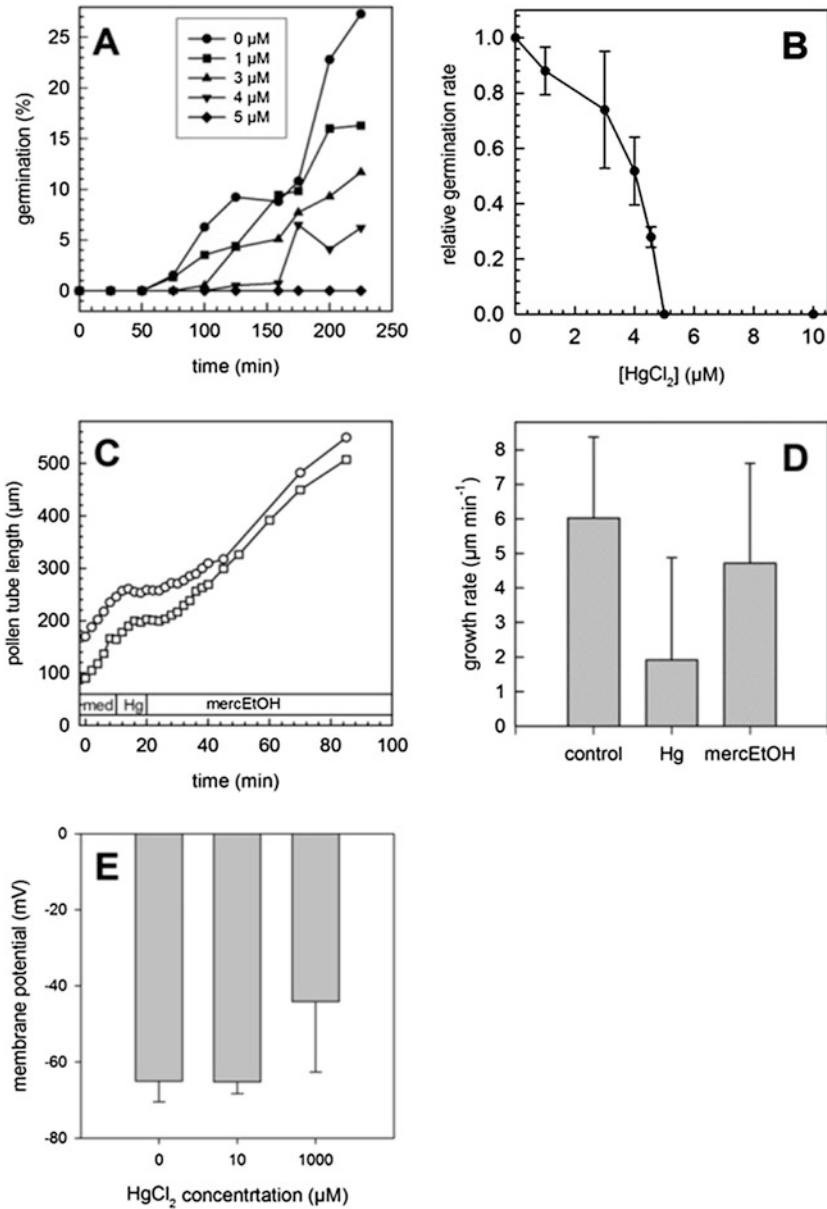 A
0 µM
1 µM
3 µM
4 µM
5 µM
germination (%)
25
20
15
10
5
0
0 50 100 150 200 250
time (min)
B
relative germination rate
1.0
0.8
0.6
0.4
0.2
0.0
0 2 4 6 8 10
[HgCl₂] (µM)
C
pollen tube length (µm)
500
400
300
200
100
0
med Hg mercEtOH
0 20 40 60 80 100
time (min)
D
growth rate (µm min⁻¹)
8
7
6
5
4
3
2
1
0
control Hg mercEtOH
E
membrane potential (mV)
0
-20
-40
-60
-80
0 10 1000
HgCl₂ concentrtation (µM)